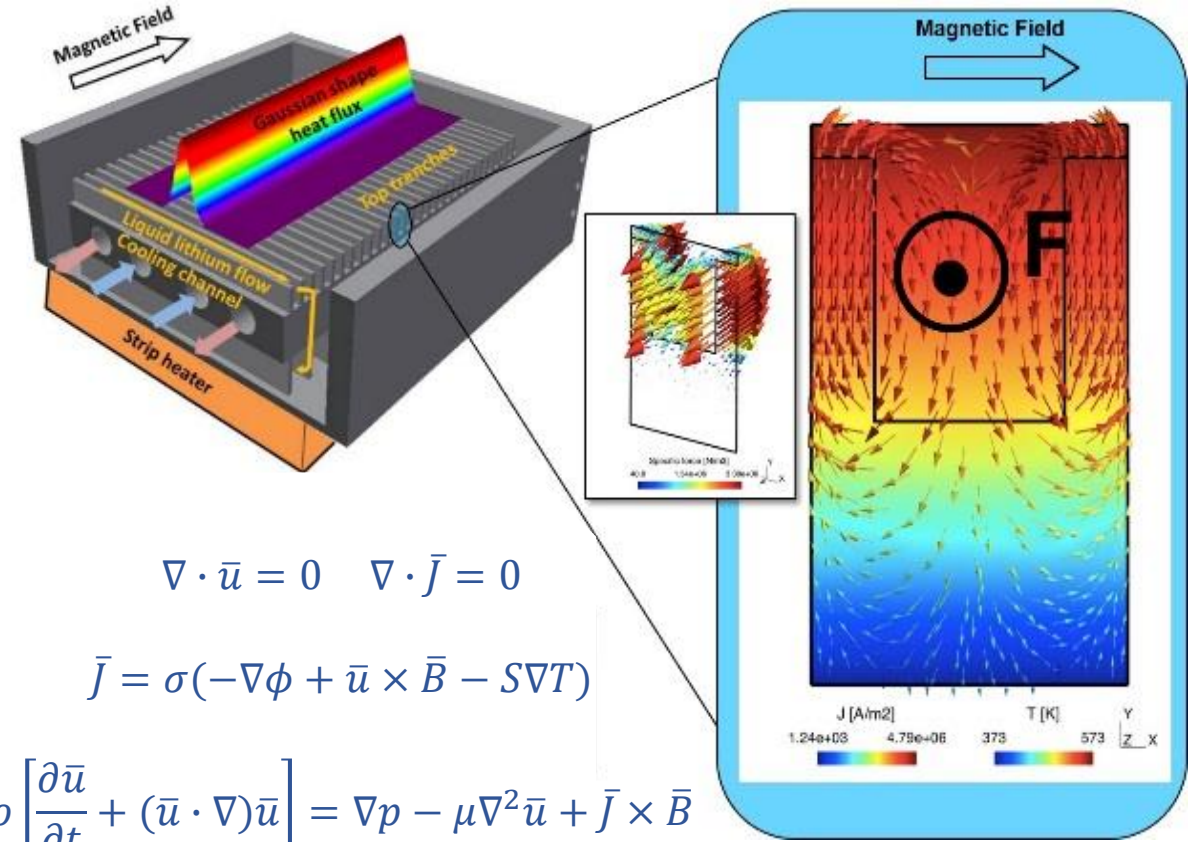 Magnetic Field
Gaussian shape
heat flux
Top trenches
Liquid lithium flow
Cooling channel
Strip heater
Magnetic Field
F
Y
X
J [A/m2]
1.24e+03 4.79e+06
T [K]
373 573
Y
Z X
∇ · ū = 0 ∇ · J̄ = 0
J̄ = σ(−∇ϕ + ū × B̄ − S∇T)
[∂ū/∂t + (ū · ∇)ū] = ∇p − μ∇²ū + J̄ × B̄